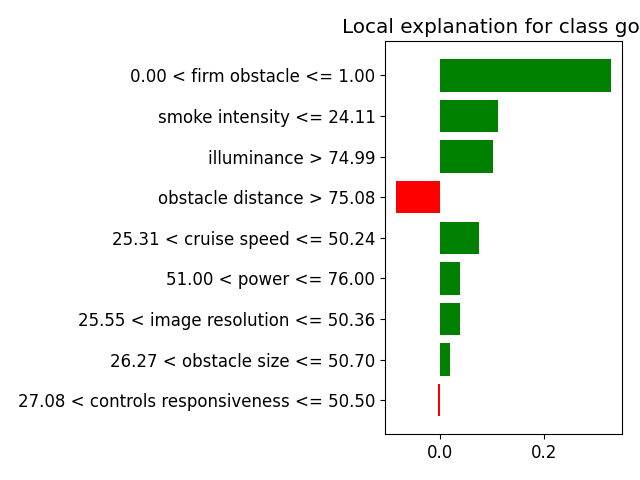 Local explanation for class go
0.00 < firm obstacle <= 1.00
smoke intensity <= 24.11
illuminance > 74.99
obstacle distance > 75.08
25.31 < cruise speed <= 50.24
51.00 < power <= 76.00
25.55 < image resolution <= 50.36
26.27 < obstacle size <= 50.70
27.08 < controls responsiveness <= 50.50
0.0 0.2